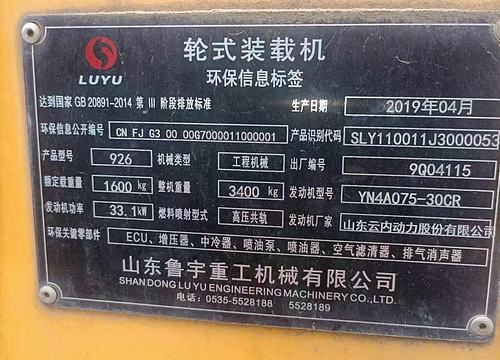 LUYU
轮式装载机
环保信息标签
达到国家 GB 20891-2014 第 III 阶段排放标准 生产日期 2019年04月
环保信息公开编号 CN FJ G3 00 00G7000011000001 产品识别代码 SLY110011J3000053
产品型号 926 机械类型 工程机械 出厂编号 9Q04115
额定载重量 1600 kg 整机重量 3400 kg 发动机型号 YN4A075-30CR
发动机功率 33.1kW 燃料喷射型式 高压共轨 发动机厂家 山东云内动力股份有限公司
环保关键零部件 ECU、增压器、中冷器、喷油泵、喷油器、空气滤清器、排气消声器
山东鲁宇重工机械有限公司
SHAN DONG LU YU ENGINEERING MACHINERY CO.,LTD.
电话: 0535-5528188 5528189